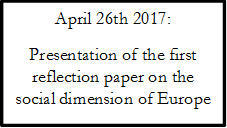 April 26th 2017:
Presentation of the first
reflection paper on the
social dimension of Europe